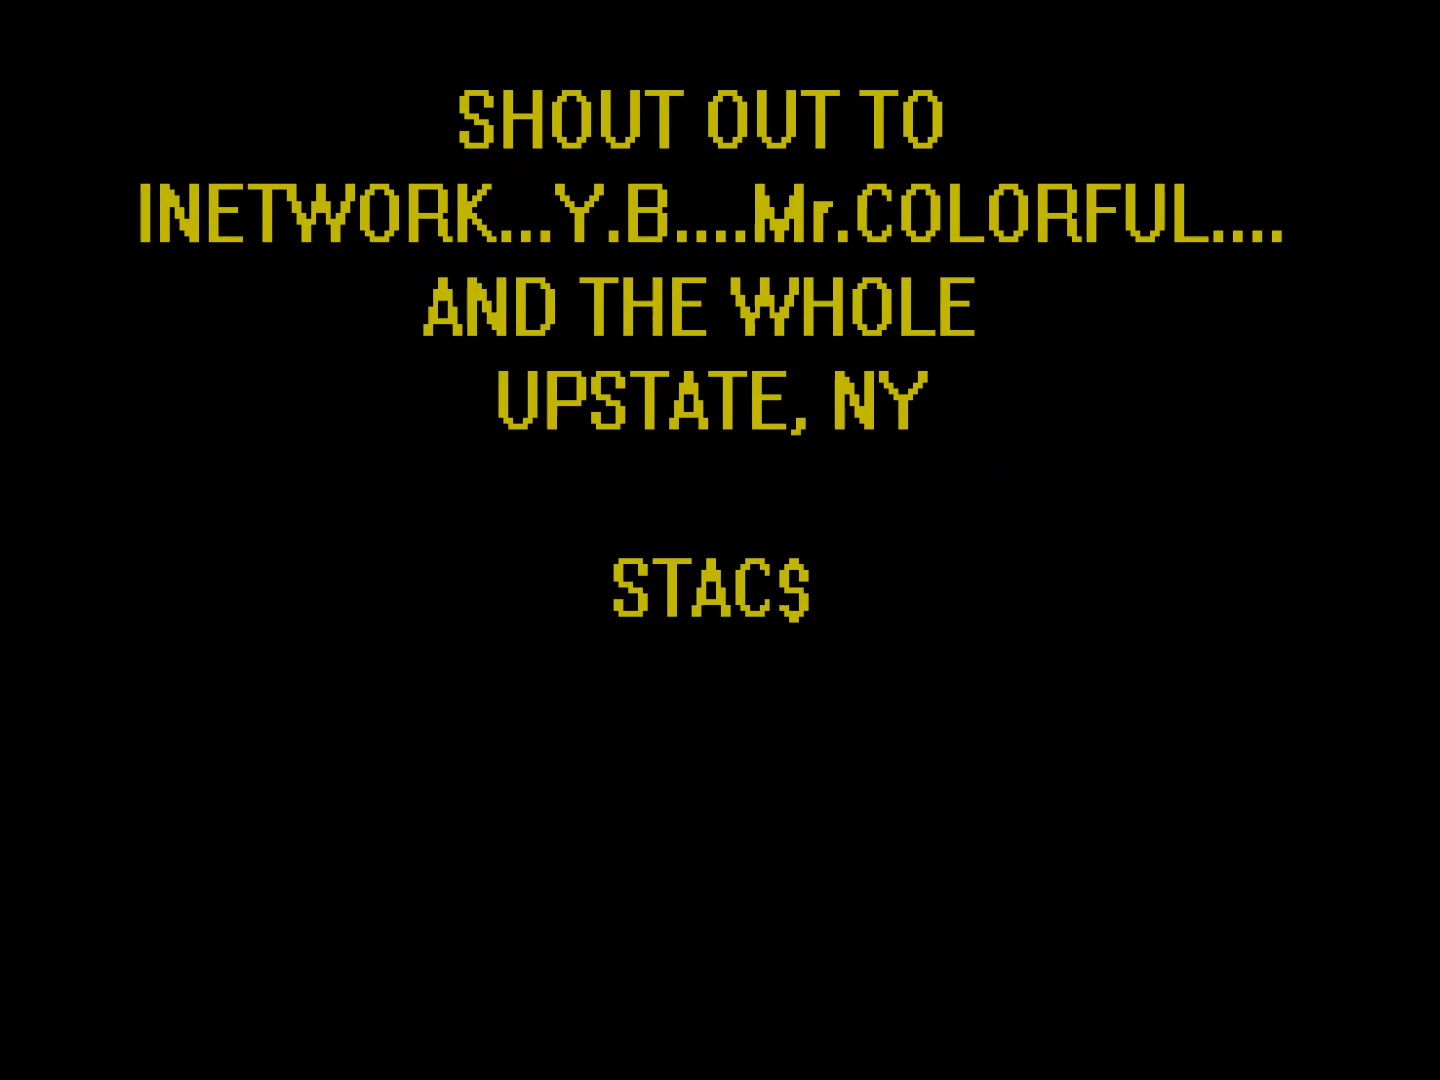 SHOUT OUT TO
INETWORK...Y.B....Mr.COLORFUL....
AND THE WHOLE
UPSTATE, NY
STAC$